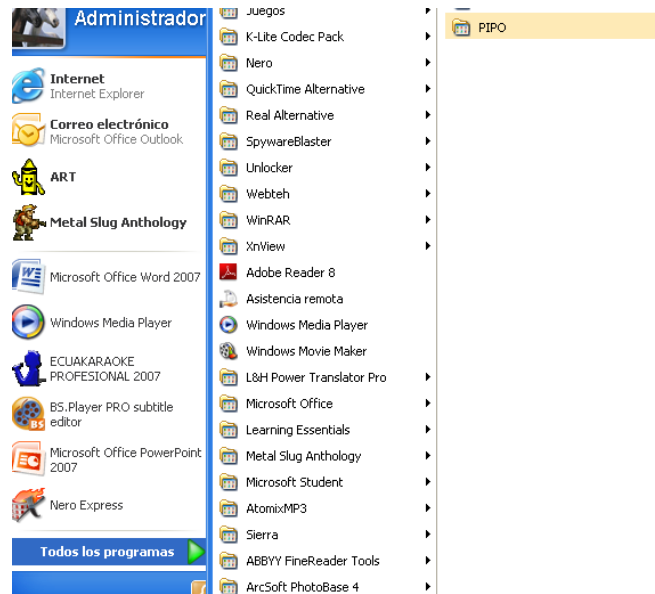 Administrador
Internet
Internet Explorer
Correo electrónico
Microsoft Office Outlook
ART
Metal Slug Anthology
Microsoft Office Word 2007
Windows Media Player
ECUAKARAOKE
PROFESIONAL 2007
BS.Player PRO subtitle
editor
Microsoft Office PowerPoint
2007
Nero Express
Todos los programas
Juegos
K-Lite Codec Pack
Nero
QuickTime Alternative
Real Alternative
SpywareBlaster
Unlocker
Webteh
WinRAR
XnView
Adobe Reader 8
Asistencia remota
Windows Media Player
Windows Movie Maker
L&H Power Translator Pro
Microsoft Office
Learning Essentials
Metal Slug Anthology
Microsoft Student
AtomixMP3
Sierra
ABBYY FineReader Tools
ArcSoft PhotoBase 4
PIPO